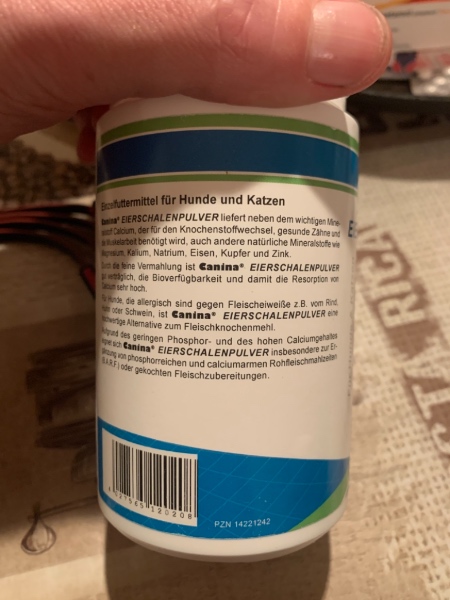 Einzelfuttermittel für Hunde und Katzen
Canina® EIERSCHALENPULVER liefert neben dem wichtigen Mine-
ralstoff Calcium, der für den Knochenstoffwechsel, gesunde Zähne und
die Muskelarbeit benötigt wird, auch andere natürliche Mineralstoffe wie
Magnesium, Kalium, Natrium, Eisen, Kupfer und Zink.
Durch die feine Vermahlung ist Canina® EIERSCHALENPULVER
gut verträglich, die Bioverfügbarkeit und damit die Resorption von
Calcium sehr hoch.
Für Hunde, die allergisch sind gegen Fleischeiweiße z.B. vom Rind,
oder Schwein, ist Canina® EIERSCHALENPULVER eine
hochwertige Alternative zum Fleischknochenmehl.
Aufgrund des geringen Phosphor- und des hohen Calciumgehaltes
eignet sich Canina® EIERSCHALENPULVER insbesondere zur Er-
gänzung von phosphorreichen und calciumarmen Rohfleischmahlzeiten
(B.A.R.F.) oder gekochten Fleischzubereitungen.
PZN 14221242